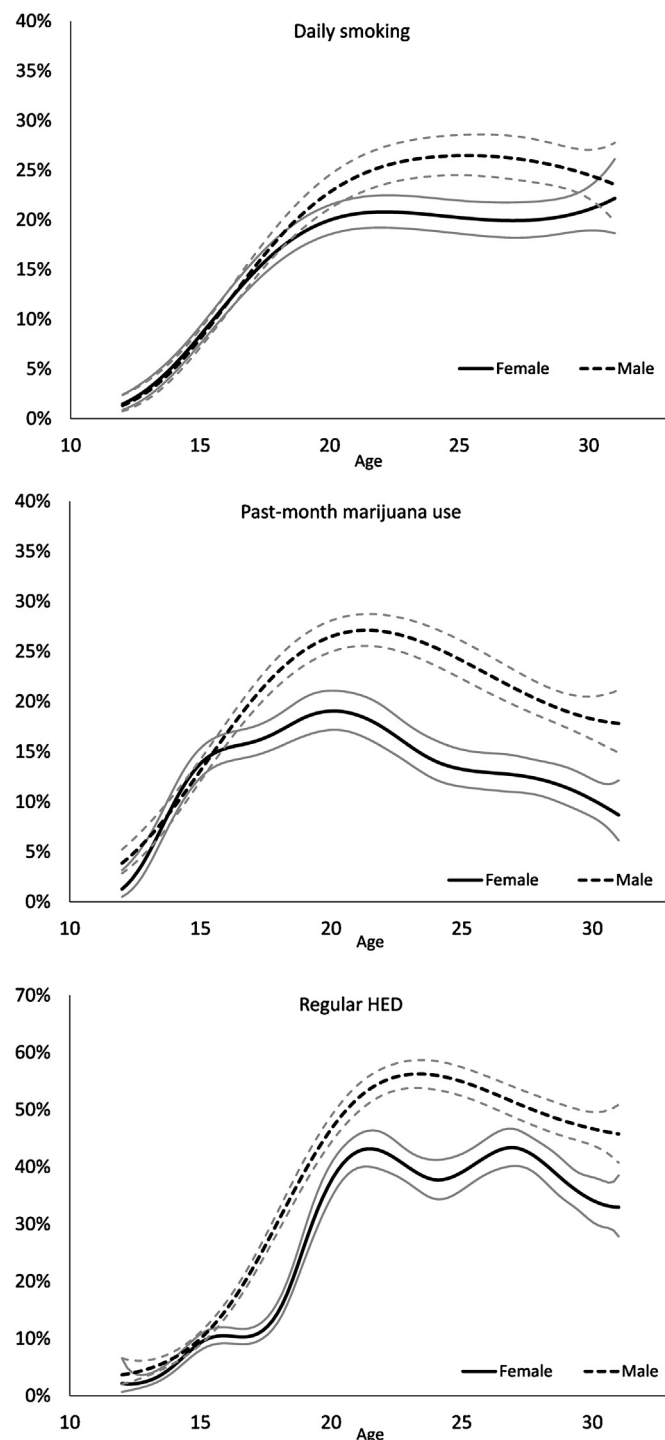 Daily smoking
40%
35%
30%
25%
20%
15%
10%
5%
0%
Female Male
10 15 20 25 30
Age
Past-month marijuana use
40%
35%
30%
25%
20%
15%
10%
5%
0%
Female Male
10 15 20 25 30
Age
Regular HED
70%
60%
50%
40%
30%
20%
10%
0%
Female Male
10 15 20 25 30
Age